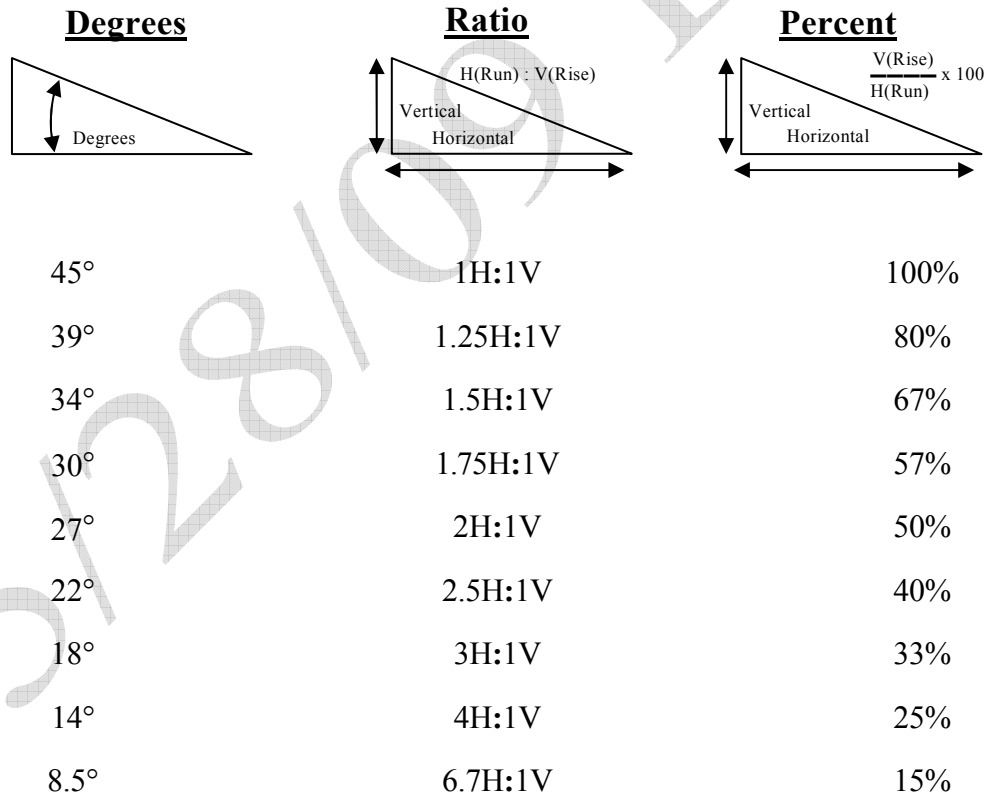 Degrees Ratio Percent
H(Run) : V(Rise)
V(Rise)
H(Run)
x 100
Vertical
Vertical
Degrees
Horizontal
Horizontal
45° 1H:1V 100%
39° 1.25H:1V 80%
34° 1.5H:1V 67%
30° 1.75H:1V 57%
27° 2H:1V 50%
22° 2.5H:1V 40%
18° 3H:1V 33%
14° 4H:1V 25%
8.5° 6.7H:1V 15%
/28/09